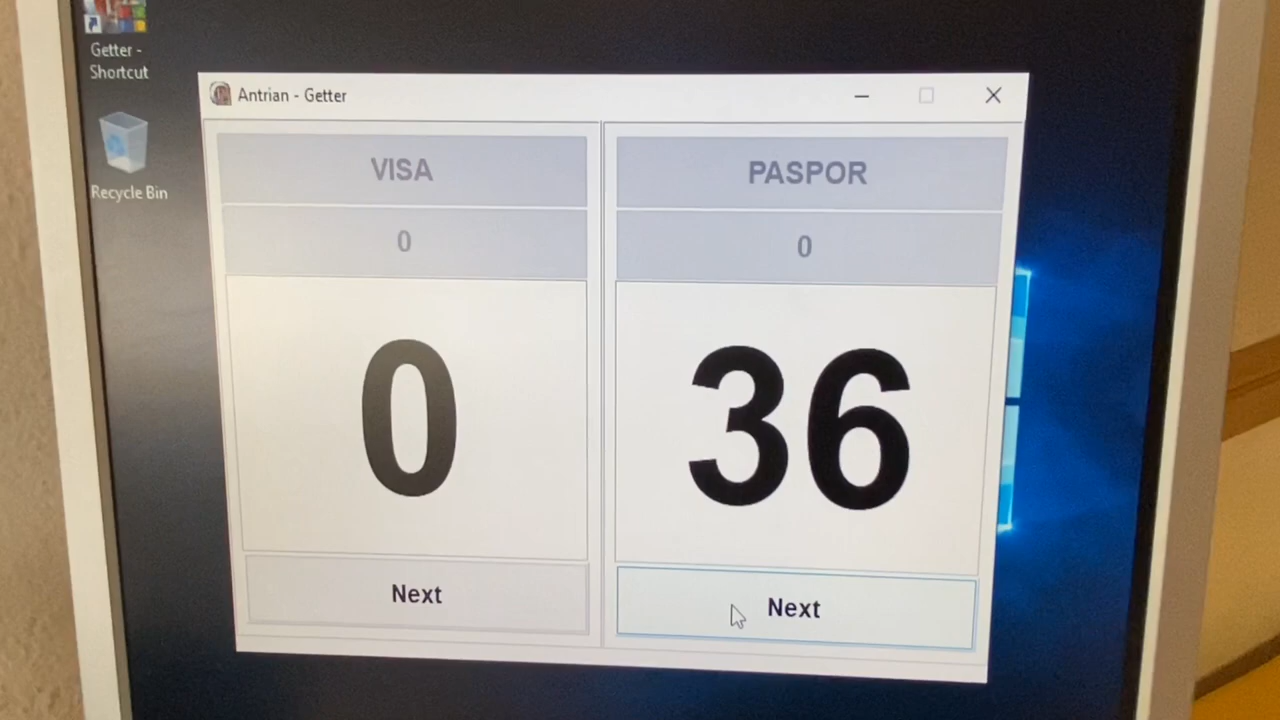 Getter -
Shortcut
Recycle Bin
Antrian - Getter
VISA
0
0
Next
PASPOR
0
36
Next